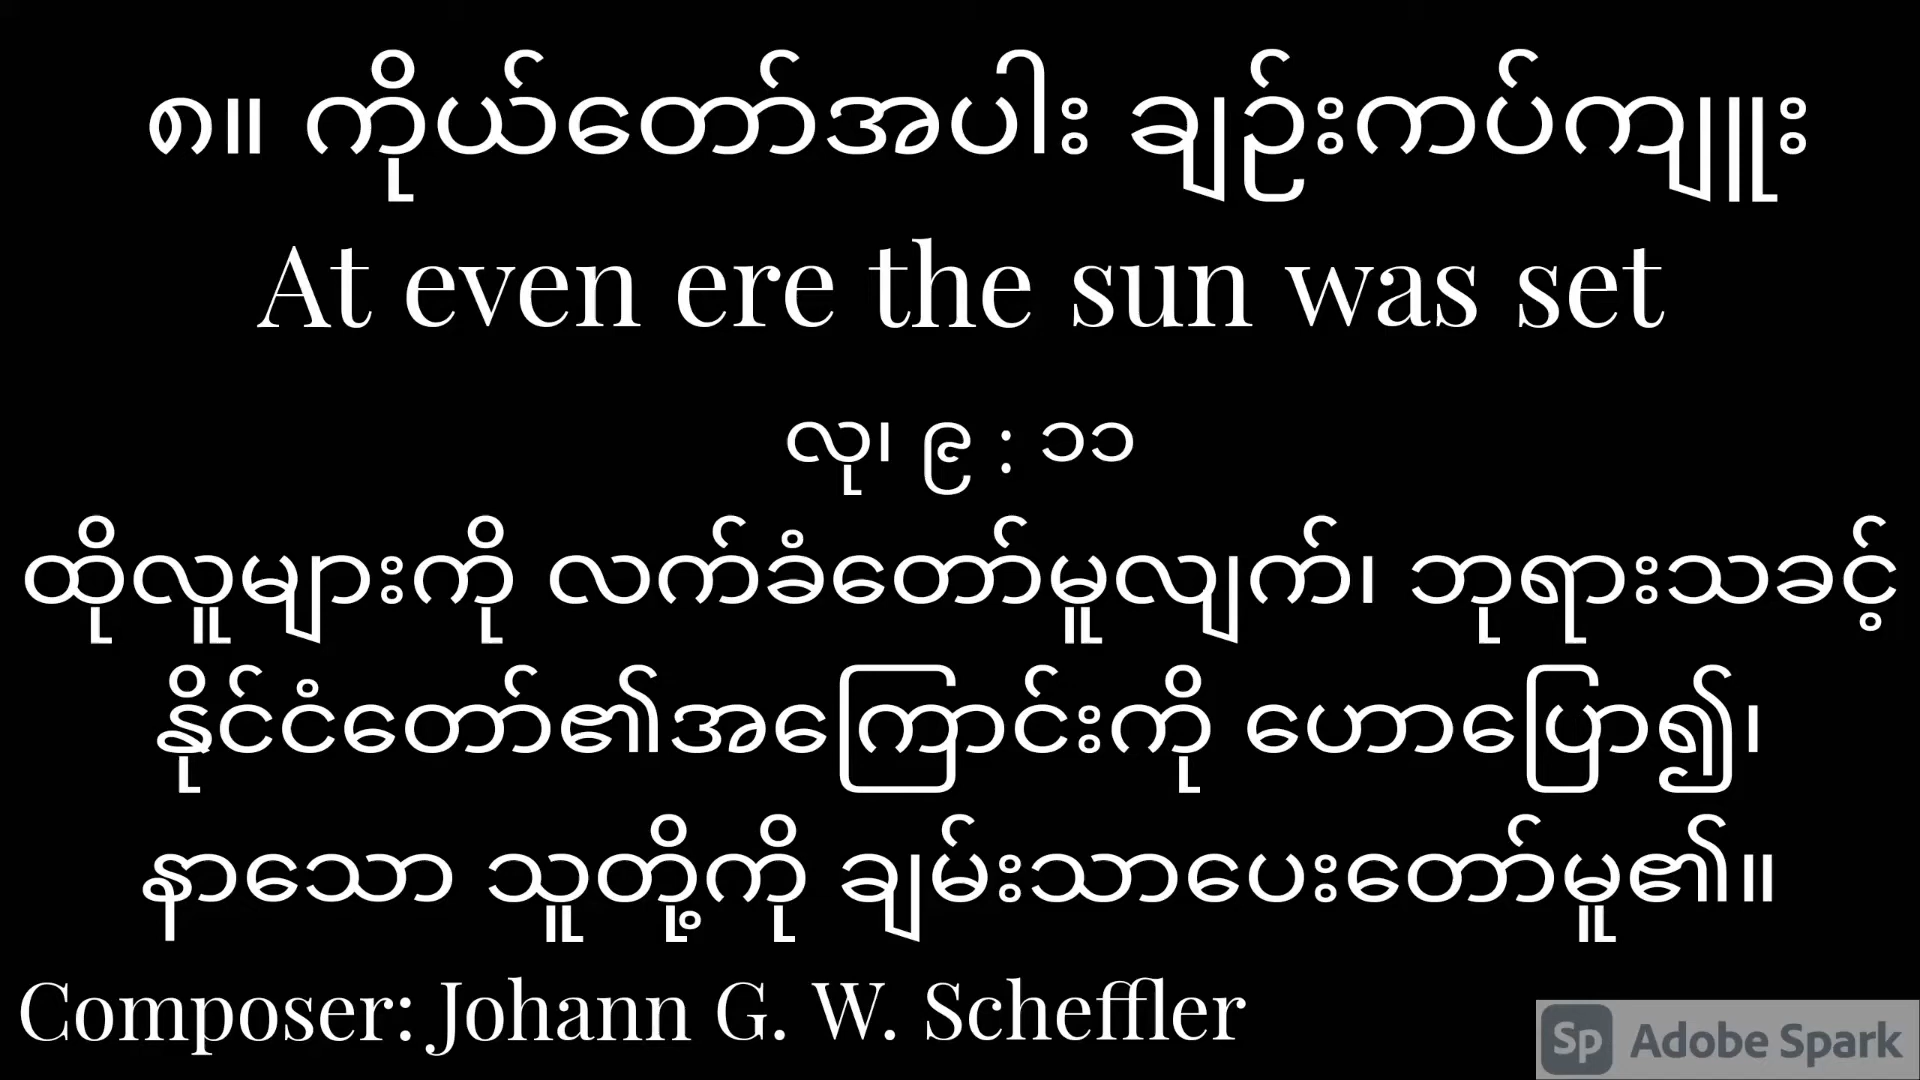 ၈။ ကိုယ်တော်အပါး ချဉ်းကပ်ကျူး
At even ere the sun was set
လု၊ ၉ : ၁၁
ထိုလူများကို လက်ခံတော်မူလျက်၊ ဘုရားသခင့်
နိုင်ငံတော်၏အကြောင်းကို ဟောပြော၍၊
နာသော သူတို့ကို ချမ်းသာပေးတော်မူ၏။
Composer: Johann G. W. Scheffler
Sp Adobe Spark